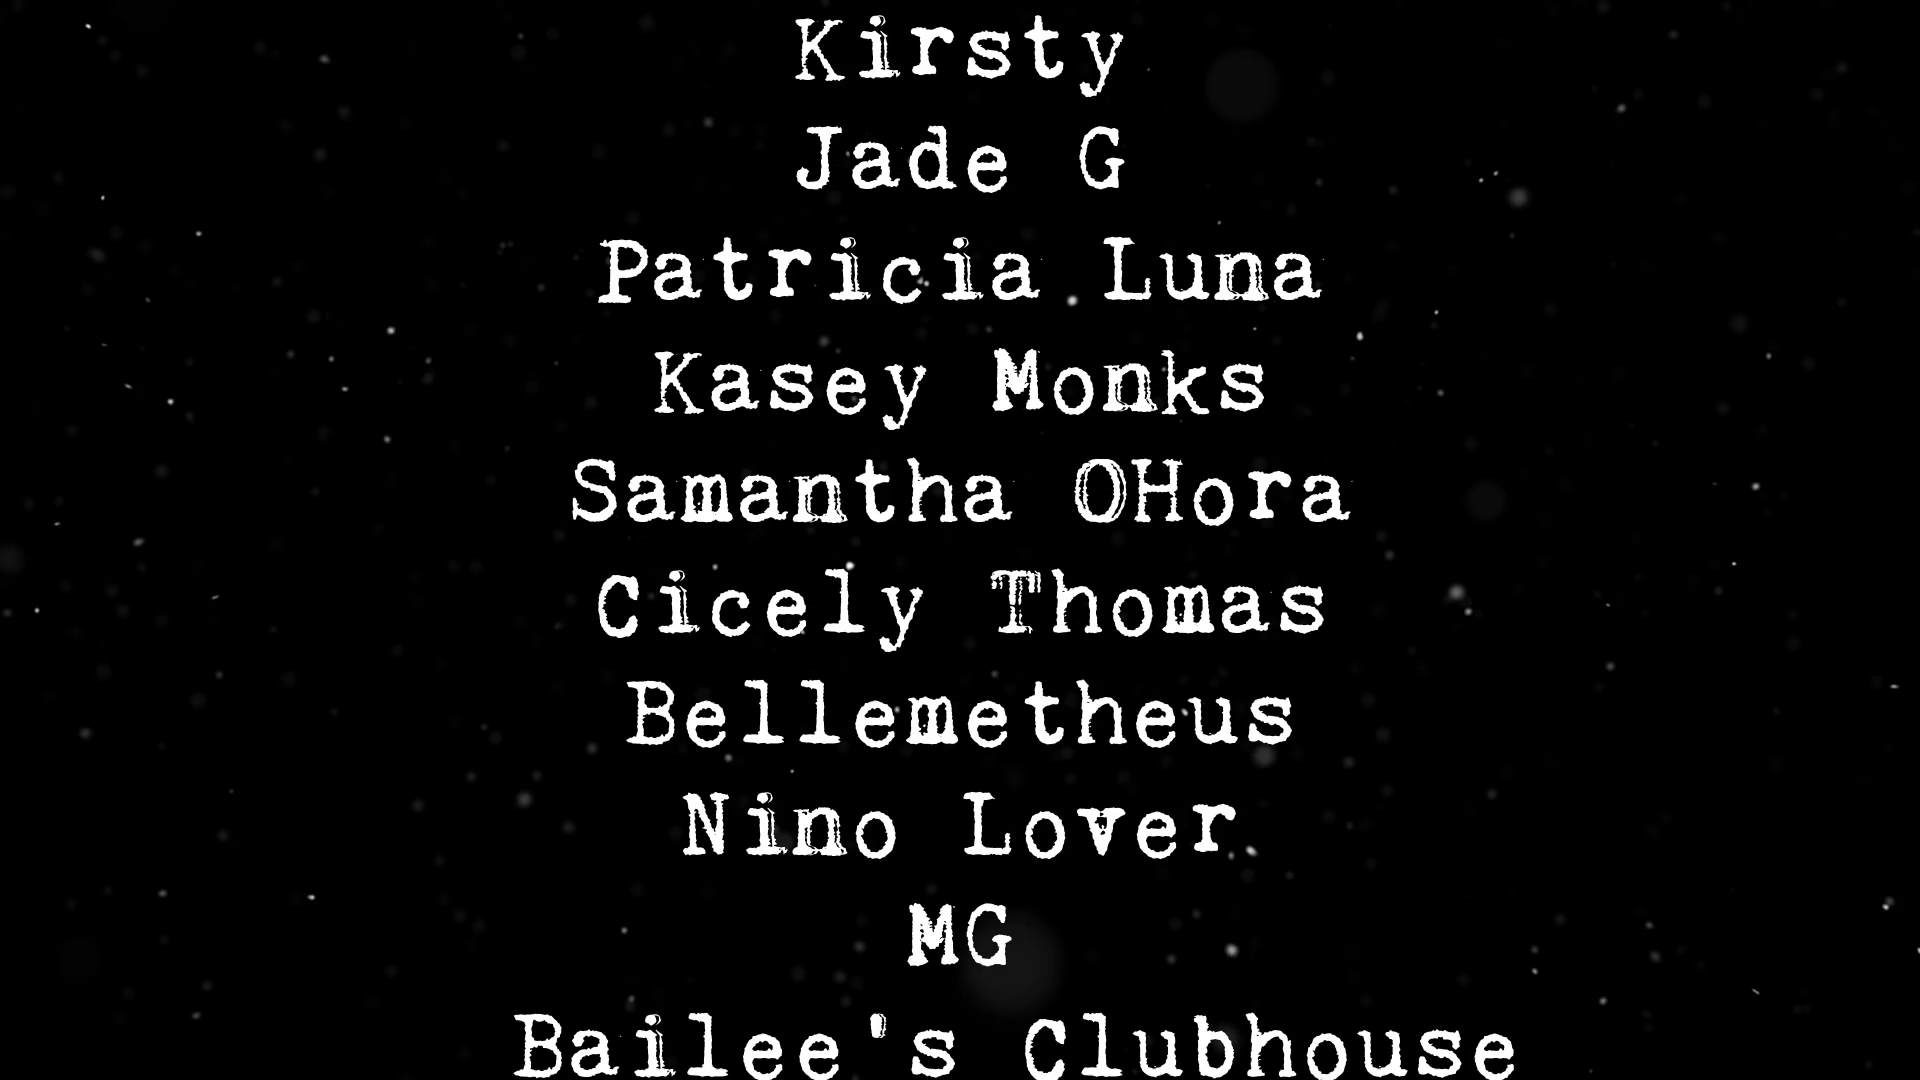 Kirsty
Jade G
Patricia Luna
Kasey Monks
Samantha OHora
Cicely Thomas
Bellemetheus
Nino Lover
MG
Bailee's Clubhouse